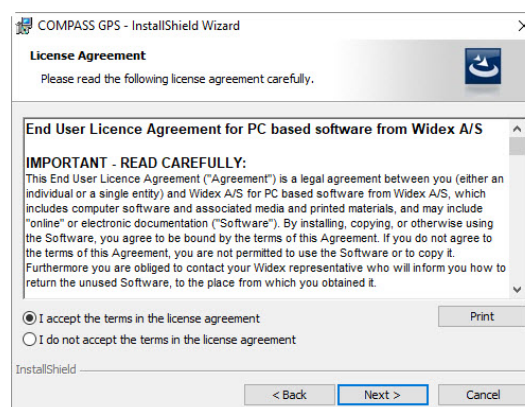 COMPASS GPS - InstallShield Wizard
License Agreement
Please read the following license agreement carefully.
End User Licence Agreement for PC based software from Widex A/S
IMPORTANT - READ CAREFULLY:
This End User Licence Agreement ("Agreement") is a legal agreement between you (either an
individual or a single entity) and Widex A/S for PC based software from Widex A/S, which
includes computer software and associated media and printed materials, and may include
"online" or electronic documentation ("Software"). By installing, copying, or otherwise using
the Software, you agree to be bound by the terms of this Agreement. If you do not agree to
the terms of this Agreement, you are not permitted to use the Software or to copy it.
Furthermore you are obliged to contact your Widex representative who will inform you how to
return the unused Software, to the place from which you obtained it.
I accept the terms in the license agreement
Print
I do not accept the terms in the license agreement
InstallShield
< Back
Next >
Cancel